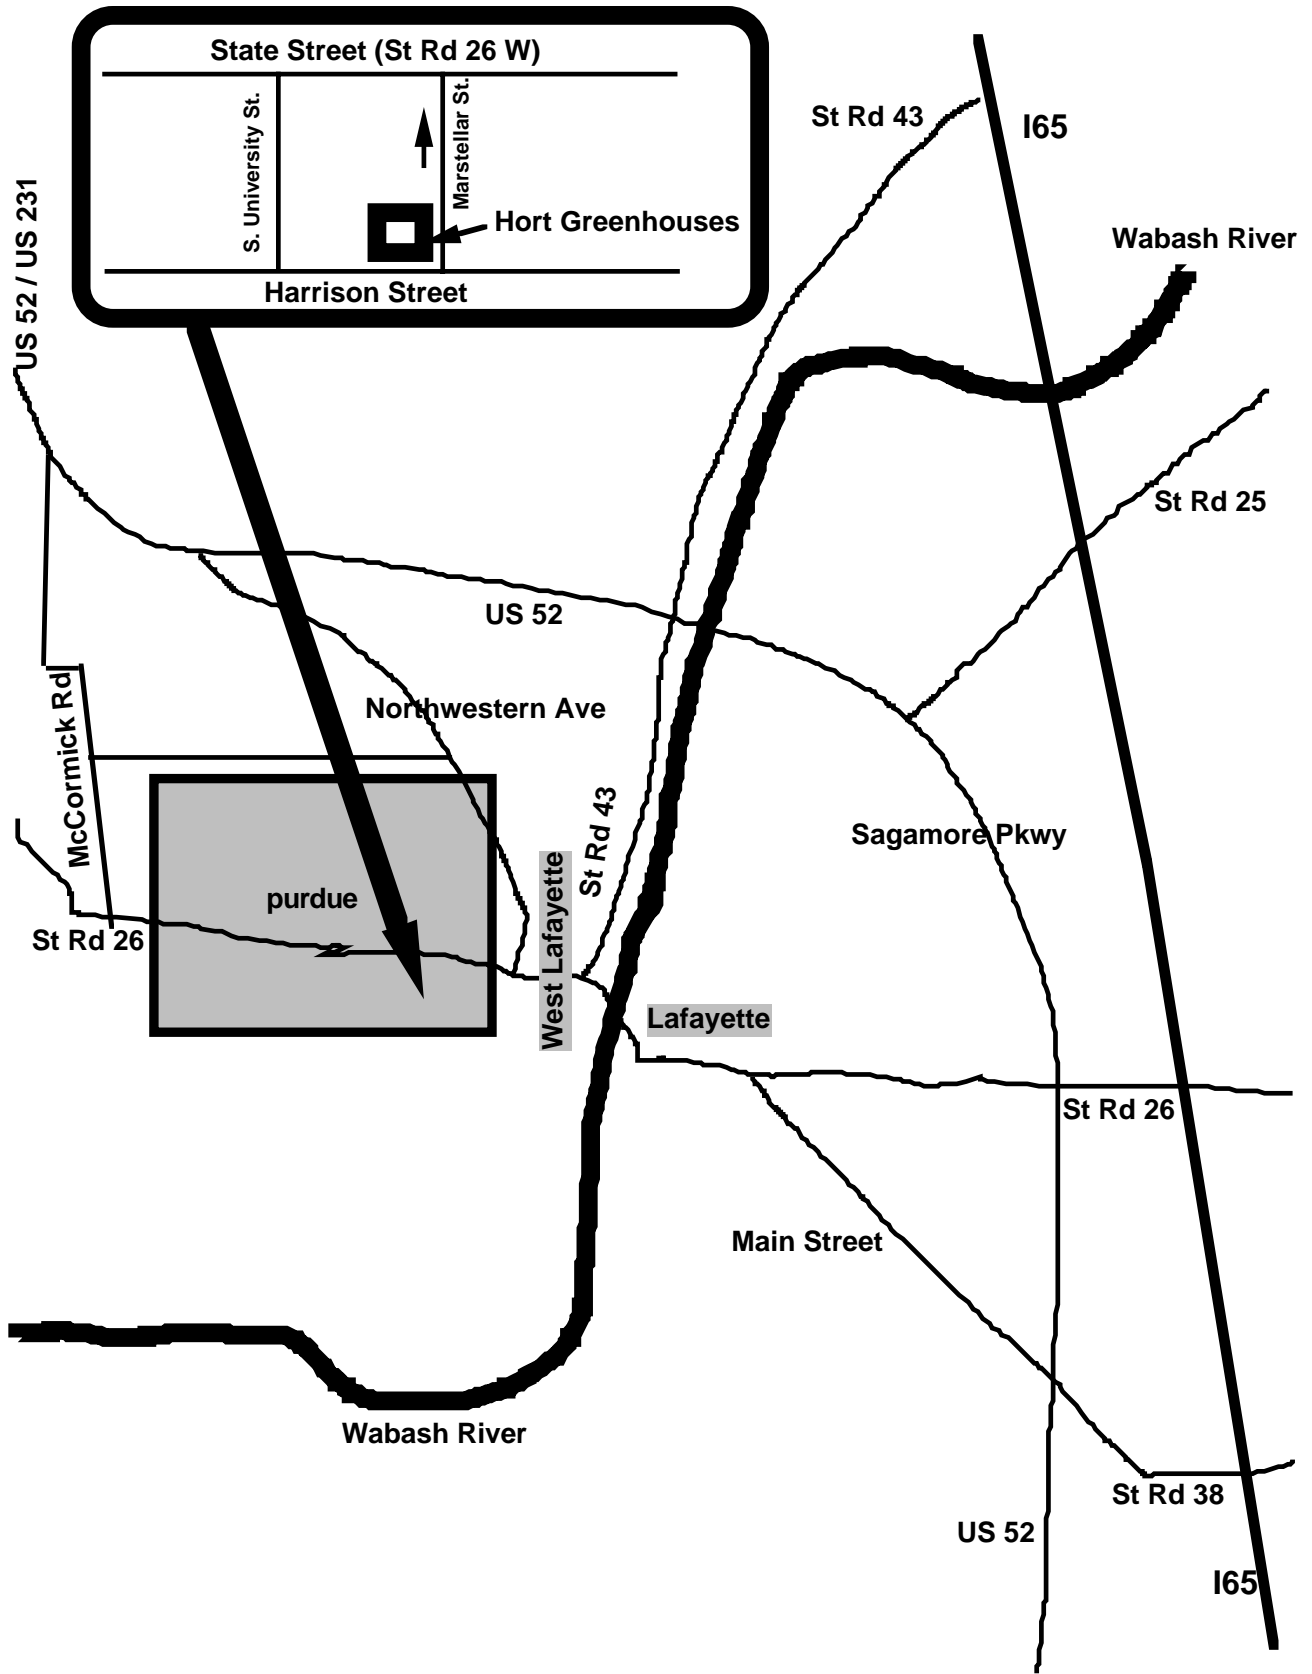 State Street (St Rd 26 W)
S. University St.
Marstellar St.
Hort Greenhouses
Harrison Street
St Rd 43
I65
Wabash River
US 52 / US 231
St Rd 25
US 52
Northwestern Ave
McCormick Rd
St Rd 43
Sagamore Pkwy
purdue
West Lafayette
St Rd 26
Lafayette
St Rd 26
Main Street
Wabash River
St Rd 38
US 52
I65